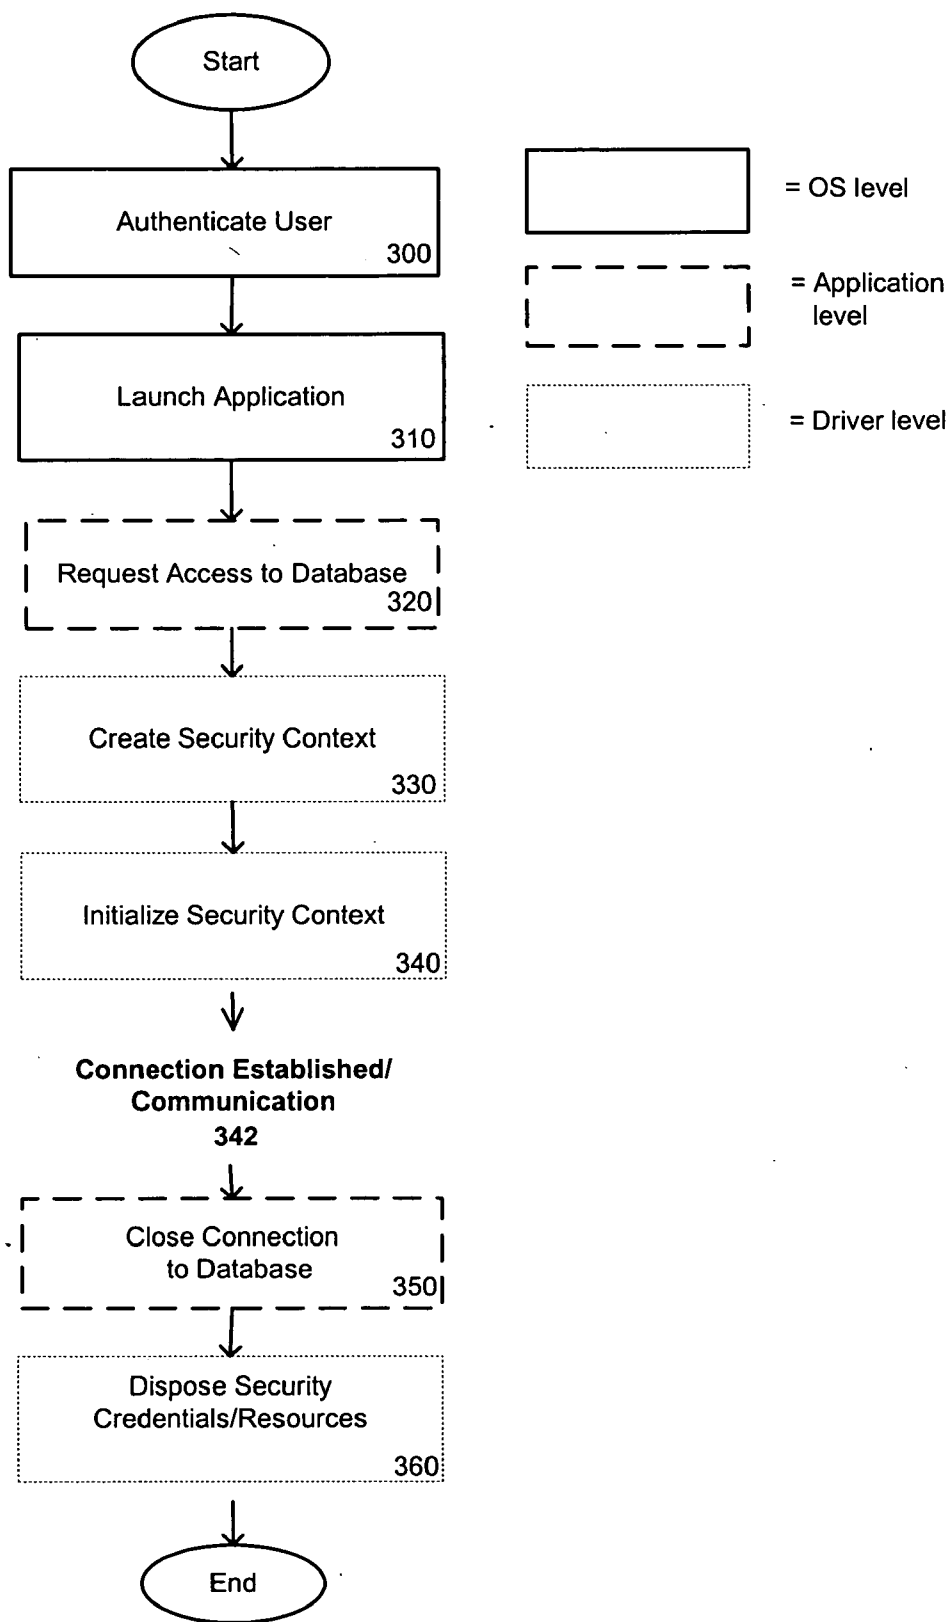 Start
Authenticate User
300
Launch Application
310
Request Access to Database
320
Create Security Context
330
Initialize Security Context
340
Connection Established/
Communication
342
Close Connection
to Database
350
Dispose Security
Credentials/Resources
360
End
= OS level
= Application
level
= Driver level